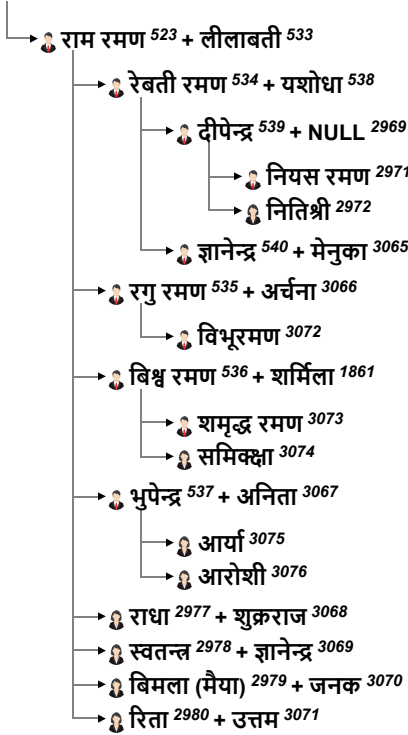 राम रमण 523 + लीलाबती 533
रेबती रमण 534 + यशोधा 538
दीपेन्द्र 539 + NULL 2969
नियस रमण 2971
नितिश्री 2972
ज्ञानेन्द्र 540 + मेनुका 3065
रगु रमण 535 + अर्चना 3066
विभूरमण 3072
बिश्व रमण 536 + शर्मिला 1861
शमृद्ध रमण 3073
समिक्क्षा 3074
भुपेन्द्र 537 + अनिता 3067
आर्या 3075
आरोशी 3076
राधा 2977 + शुक्रराज 3068
स्वतन्त्र 2978 + ज्ञानेन्द्र 3069
बिमला (मैया) 2979 + जनक 3070
रिता 2980 + उत्तम 3071